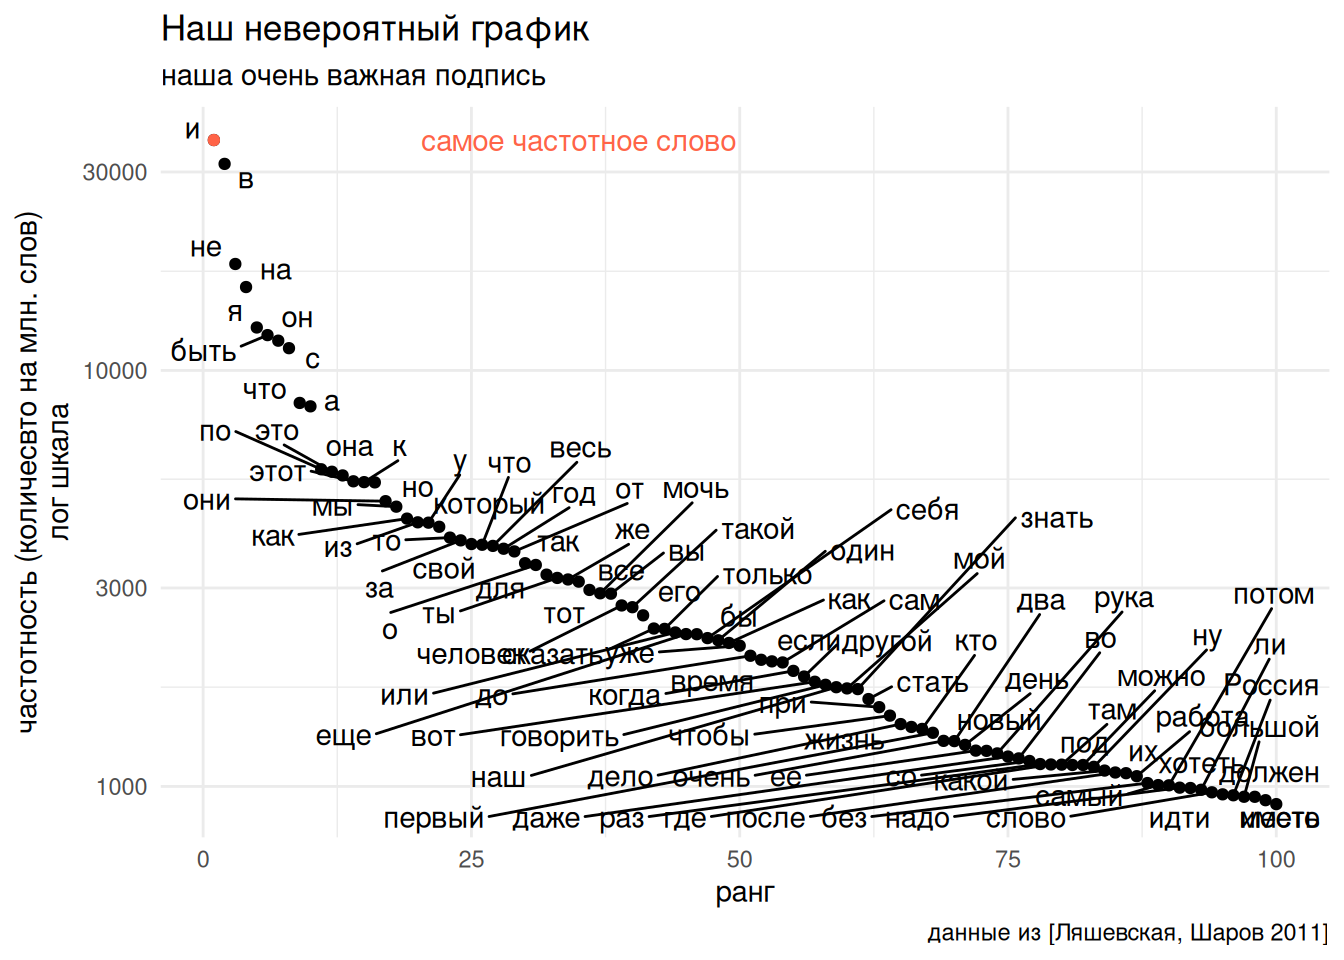 Наш невероятный график
наша очень важная подпись
и
самое частотное слово
30000
в
не
на
я
он
быть
с
10000
что
а
по
это
она
к
этот
у
что
весь
они
мы
но
который
год
от
мочь
как
из
то
так
же
такой
вы
себя
один
знать
за
свой
для
все
его
только
мой
3000
о
ты
тот
бы
как
сам
два
рука
потом
человек
сказать
уже
если
другой
кто
во
ну
ли
или
до
когда
время
при
стать
день
можно
Россия
еще
вот
говорить
чтобы
жизнь
новый
там
работа
большой
под
их
хотеть
наш
дело
очень
ее
со
какой
самый
должен
1000
первый
даже
раз
где
после
без
надо
слово
идти
иметь
0
25
50
75
100
ранг
частотность (количесвто на млн. слов)
лог шкала
данные из [Ляшевская, Шаров 2011]